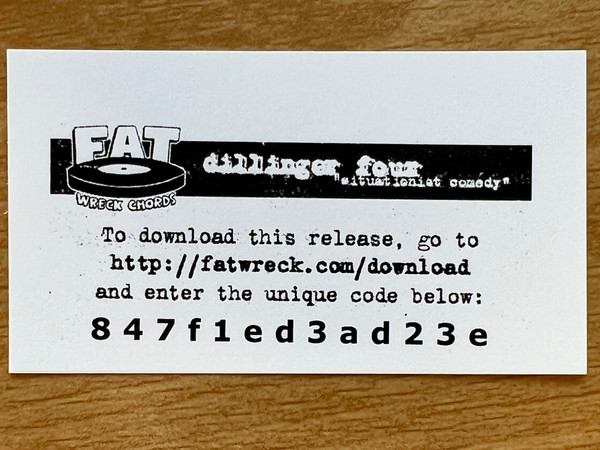 FAT
WRECK CHORDS
dillinger four
"situationist comedy"
To download this release, go to
http://fatwreck.com/download
and enter the unique code below:
847f1ed3ad23e